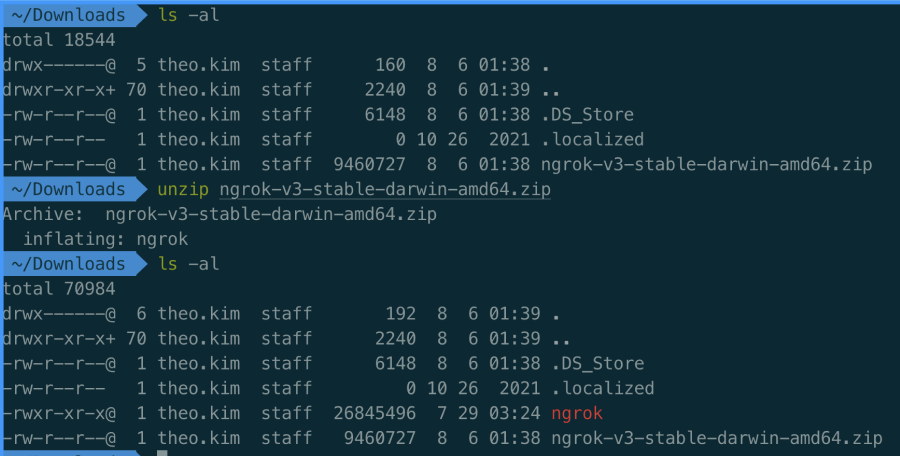 ~/Downloads ls -al
total 18544
drwx------@  5 theo.kim  staff      160  8  6 01:38 .
drwxr-xr-x+ 70 theo.kim  staff     2240  8  6 01:39 ..
-rw-r--r--@  1 theo.kim  staff     6148  8  6 01:38 .DS_Store
-rw-r--r--   1 theo.kim  staff        0 10 26  2021 .localized
-rw-r--r--@  1 theo.kim  staff  9460727  8  6 01:38 ngrok-v3-stable-darwin-amd64.zip
~/Downloads unzip ngrok-v3-stable-darwin-amd64.zip
Archive:  ngrok-v3-stable-darwin-amd64.zip
  inflating: ngrok
~/Downloads ls -al
total 70984
drwx------@  6 theo.kim  staff       192  8  6 01:39 .
drwxr-xr-x+ 70 theo.kim  staff      2240  8  6 01:39 ..
-rw-r--r--@  1 theo.kim  staff      6148  8  6 01:38 .DS_Store
-rw-r--r--   1 theo.kim  staff         0 10 26  2021 .localized
-rwxr-xr-x@  1 theo.kim  staff  26845496  7 29 03:24 ngrok
-rw-r--r--@  1 theo.kim  staff   9460727  8  6 01:38 ngrok-v3-stable-darwin-amd64.zip